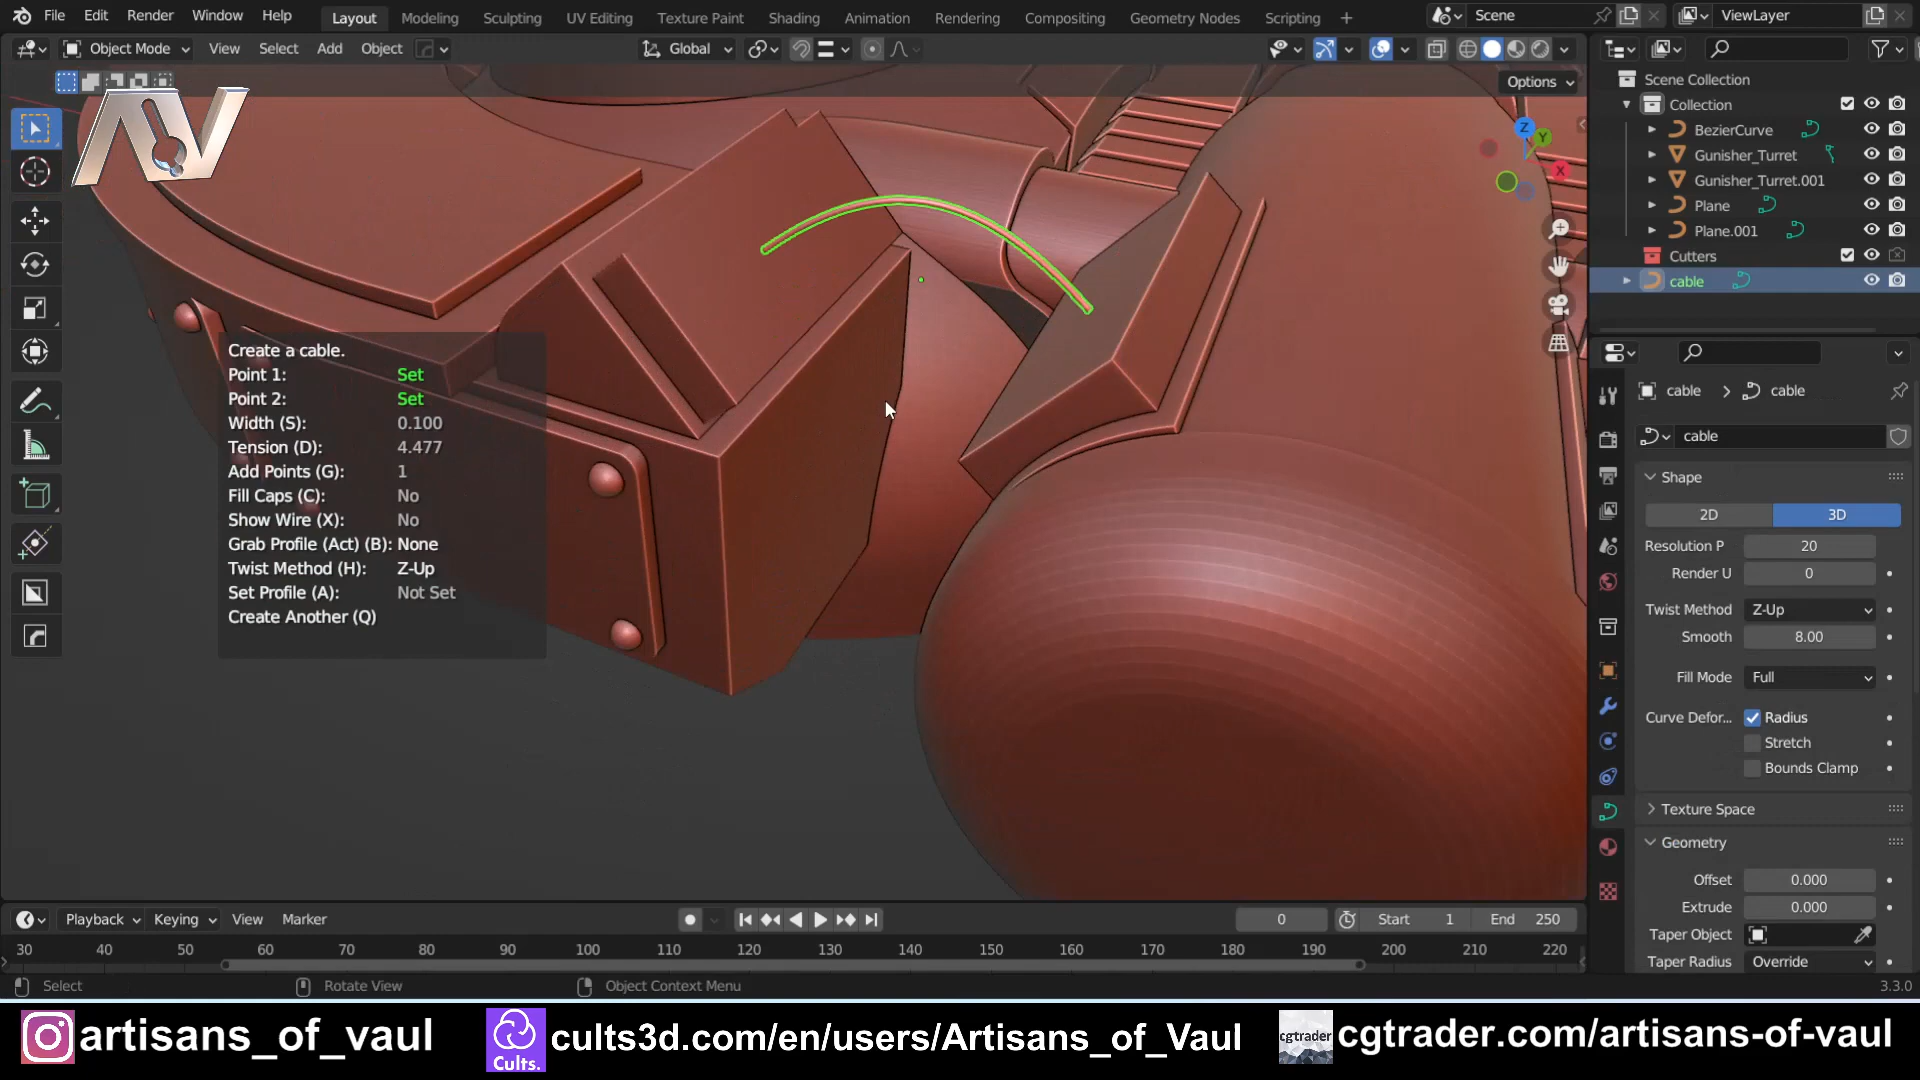 File Edit Render Window Help Layout Modeling Sculpting UV Editing Texture Paint Shading Animation Rendering Compositing Geometry Nodes Scripting + Scene ViewLayer
Object Mode View Select Add Object Global
Options
AV
Z
Y
X
Scene Collection
Collection
BezierCurve
Gunisher_Turret
Gunisher_Turret.001
Plane
Plane.001
Cutters
cable
Create a cable.
Point 1: Set
Point 2: Set
Width (S): 0.100
Tension (D): 4.477
Add Points (G): 1
Fill Caps (C): No
Show Wire (X): No
Grab Profile (Act) (B): None
Twist Method (H): Z-Up
Set Profile (A): Not Set
Create Another (Q)
cable > cable
cable
Shape
2D 3D
Resolution P 20
Render U 0
Twist Method Z-Up
Smooth 8.00
Fill Mode Full
Curve Defor... Radius
Stretch
Bounds Clamp
Texture Space
Geometry
Offset 0.000
Extrude 0.000
Taper Object
Taper Radius Override
Playback Keying View Marker 0 Start 1 End 250
30 40 50 60 70 80 90 100 110 120 130 140 150 160 170 180 190 200 210 220
Select Rotate View Object Context Menu 3.3.0
artisans_of_vaul Cults. cults3d.com/en/users/Artisans_of_Vaul cgtrader cgtrader.com/artisans-of-vaul